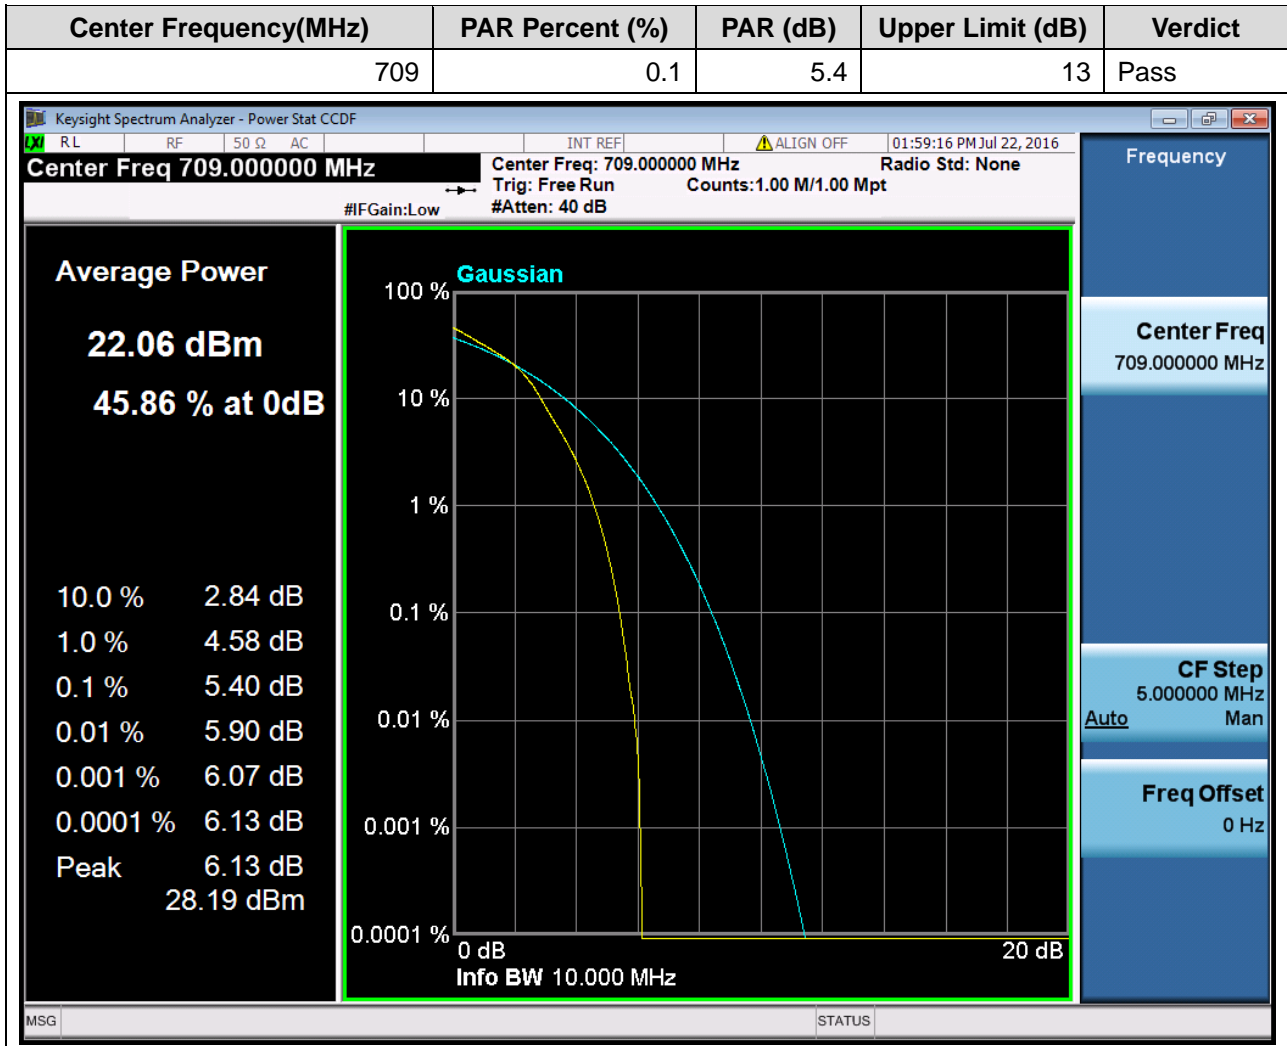 Center Frequency(MHz) PAR Percent (%) PAR (dB) Upper Limit (dB) Verdict
709 0.1 5.4 13 Pass
Keysight Spectrum Analyzer - Power Stat CCDF
LXI RL RF 50 Ω AC INT REF ALIGN OFF 01:59:16 PM Jul 22, 2016
Center Freq 709.000000 MHz
Center Freq: 709.000000 MHz Radio Std: None
Trig: Free Run Counts:1.00 M/1.00 Mpt
#IFGain:Low #Atten: 40 dB
Average Power
22.06 dBm
45.86 % at 0dB
10.0 % 2.84 dB
1.0 % 4.58 dB
0.1 % 5.40 dB
0.01 % 5.90 dB
0.001 % 6.07 dB
0.0001 % 6.13 dB
Peak 6.13 dB
28.19 dBm
Gaussian
100 %
10 %
1 %
0.1 %
0.01 %
0.001 %
0.0001 %
0 dB 20 dB
Info BW 10.000 MHz
Frequency
Center Freq
709.000000 MHz
CF Step
5.000000 MHz
Auto Man
Freq Offset
0 Hz
MSG STATUS